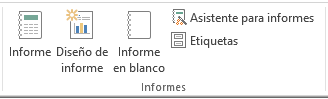 Informe
Diseño de
informe
Informe
en blanco
Asistente para informes
Etiquetas
Informes